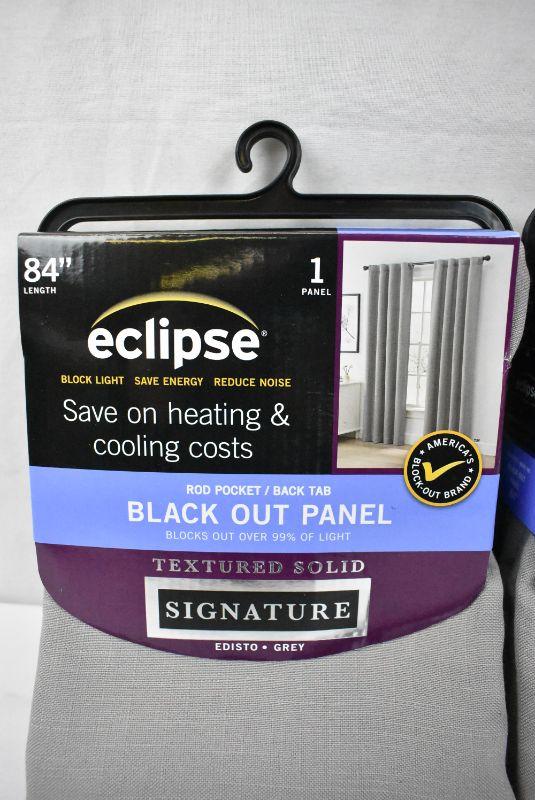 84”
LENGTH
1
PANEL
eclipse®
BLOCK LIGHT SAVE ENERGY REDUCE NOISE
Save on heating &
cooling costs
AMERICA'S
BLOCK-OUT BRAND
ROD POCKET / BACK TAB
BLACK OUT PANEL
BLOCKS OUT OVER 99% OF LIGHT
TEXTURED SOLID
SIGNATURE
EDISTO • GREY